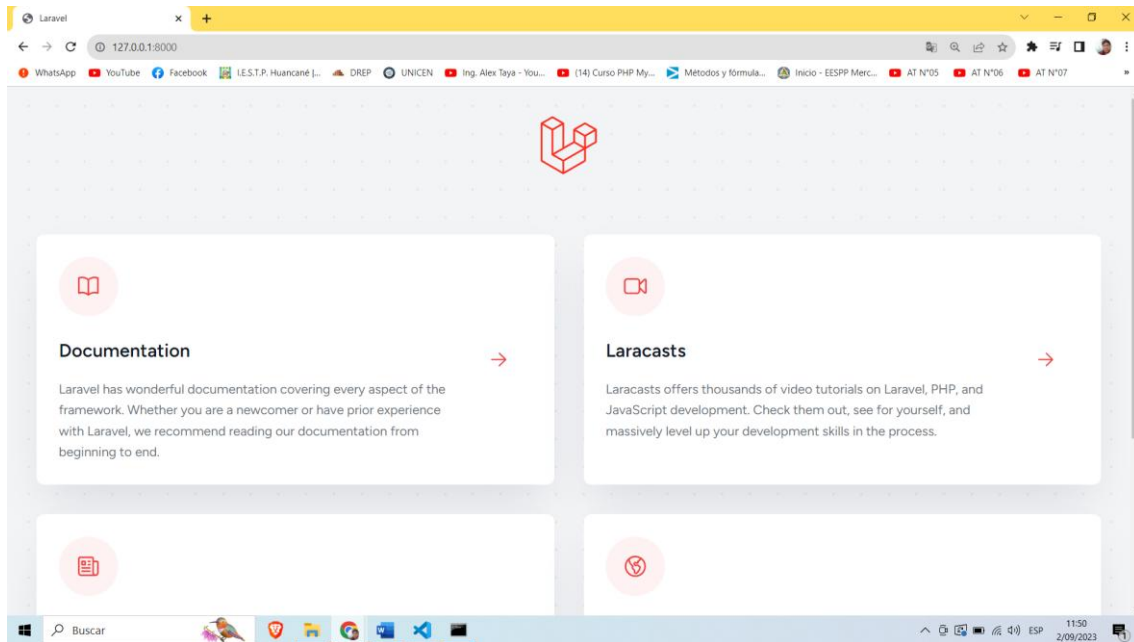 Laravel
127.0.0.1:8000
WhatsApp YouTube Facebook I.E.S.T.P. Huancané |... DREP UNICEN Ing. Alex Taya - You... (14) Curso PHP My... Métodos y fórmula... Inicio - EESPP Merc... AT N°05 AT N°06 AT N°07 »
Documentation
Laravel has wonderful documentation covering every aspect of the
framework. Whether you are a newcomer or have prior experience
with Laravel, we recommend reading our documentation from
beginning to end.
Laracasts
Laracasts offers thousands of video tutorials on Laravel, PHP, and
JavaScript development. Check them out, see for yourself, and
massively level up your development skills in the process.
Buscar
ESP
11:50
2/09/2023